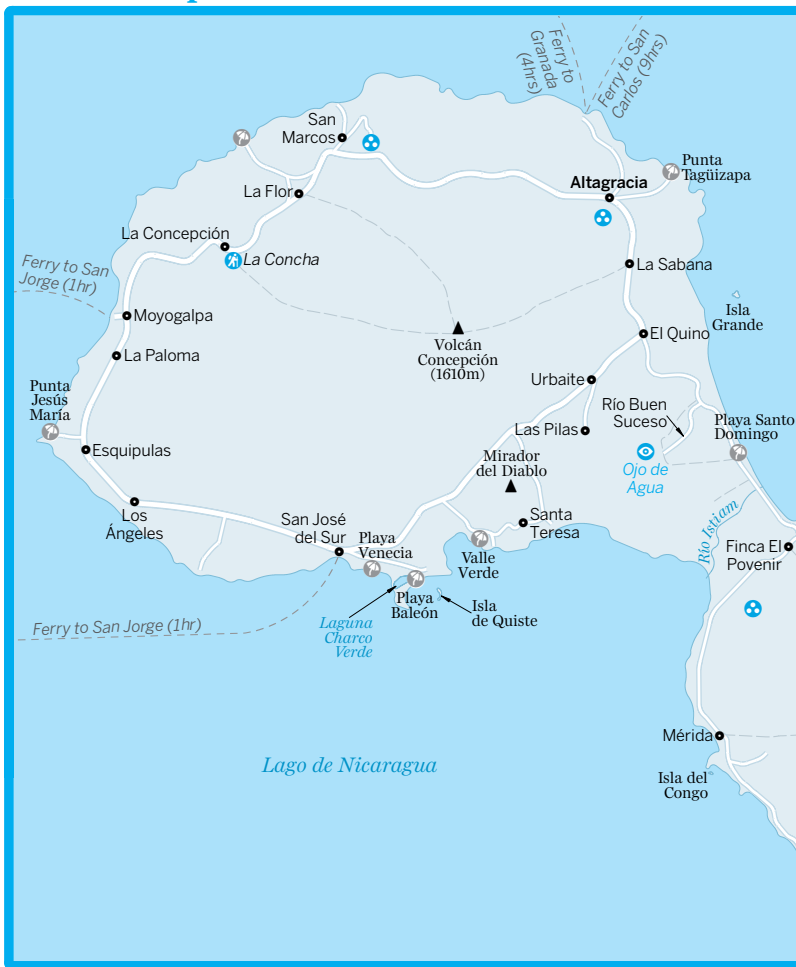 Ferry to
Granada
(4hrs)
Ferry to San
Carlos (9hrs)
San
Marcos
Punta
Tagüizapa
Altagracia
La Flor
La Concepción
La Concha
La Sabana
Ferry to San
Jorge (1hr)
Isla
Grande
Moyogalpa
El Quino
Volcán
Concepción
(1610m)
La Paloma
Urbaite
Punta
Jesús
María
Río Buen
Suceso
Playa Santo
Domingo
Las Pilas
Esquipulas
Mirador
del Diablo
Ojo de
Agua
Los
Ángeles
San José
del Sur
Santa
Teresa
Río Istiam
Playa
Venecia
Valle
Verde
Finca El
Povenir
Playa
Baleón
Isla
de Quiste
Laguna
Charco
Verde
Ferry to San Jorge (1hr)
Mérida
Lago de Nicaragua
Isla del
Congo